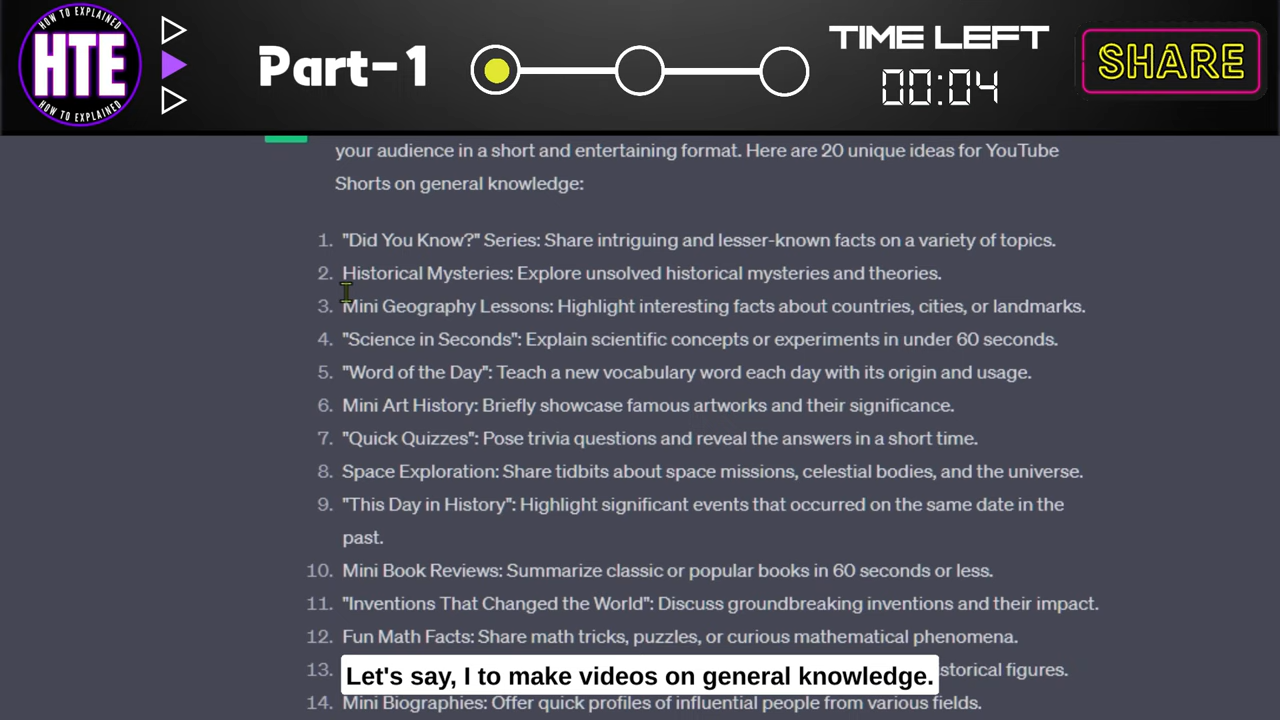 HOW TO EXPLAINED
HTE
HOW TO EXPLAINED
Part-1
TIME LEFT
00:04
SHARE
your audience in a short and entertaining format. Here are 20 unique ideas for YouTube
Shorts on general knowledge:
1. "Did You Know?" Series: Share intriguing and lesser-known facts on a variety of topics.
2. Historical Mysteries: Explore unsolved historical mysteries and theories.
3. Mini Geography Lessons: Highlight interesting facts about countries, cities, or landmarks.
4. "Science in Seconds": Explain scientific concepts or experiments in under 60 seconds.
5. "Word of the Day": Teach a new vocabulary word each day with its origin and usage.
6. Mini Art History: Briefly showcase famous artworks and their significance.
7. "Quick Quizzes": Pose trivia questions and reveal the answers in a short time.
8. Space Exploration: Share tidbits about space missions, celestial bodies, and the universe.
9. "This Day in History": Highlight significant events that occurred on the same date in the
past.
10. Mini Book Reviews: Summarize classic or popular books in 60 seconds or less.
11. "Inventions That Changed the World": Discuss groundbreaking inventions and their impact.
12. Fun Math Facts: Share math tricks, puzzles, or curious mathematical phenomena.
13. storical figures.
Let's say, I to make videos on general knowledge.
14. Mini Biographies: Offer quick profiles of influential people from various fields.